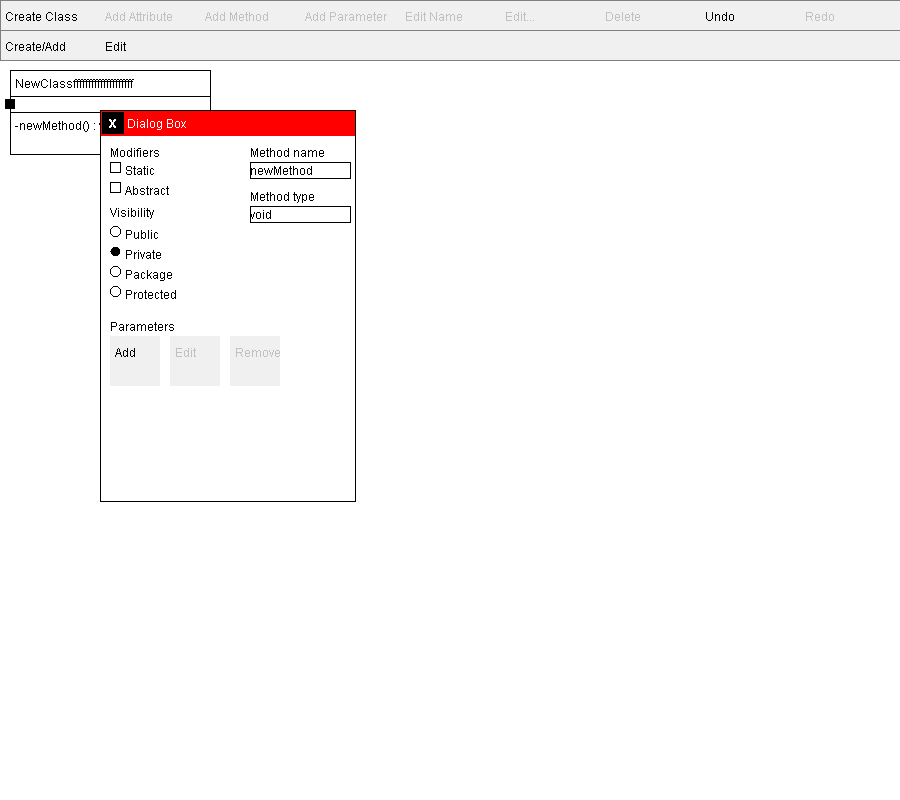 Create Class Add Attribute Add Method Add Parameter Edit Name Edit... Delete Undo Redo
Create/Add Edit
NewClassffffffffffffffffffff
-newMethod() :
X Dialog Box
Modifiers
Static
Abstract
Visibility
Public
Private
Package
Protected
Method name
newMethod
Method type
void
Parameters
Add Edit Remove